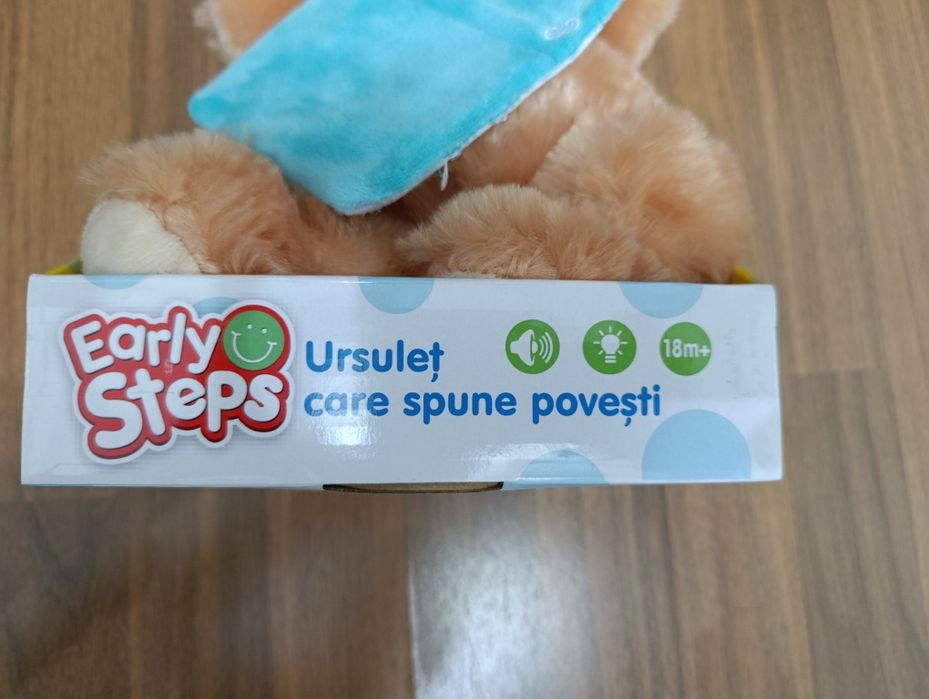 Early
Steps
Ursuleț
care spune povești
18m+